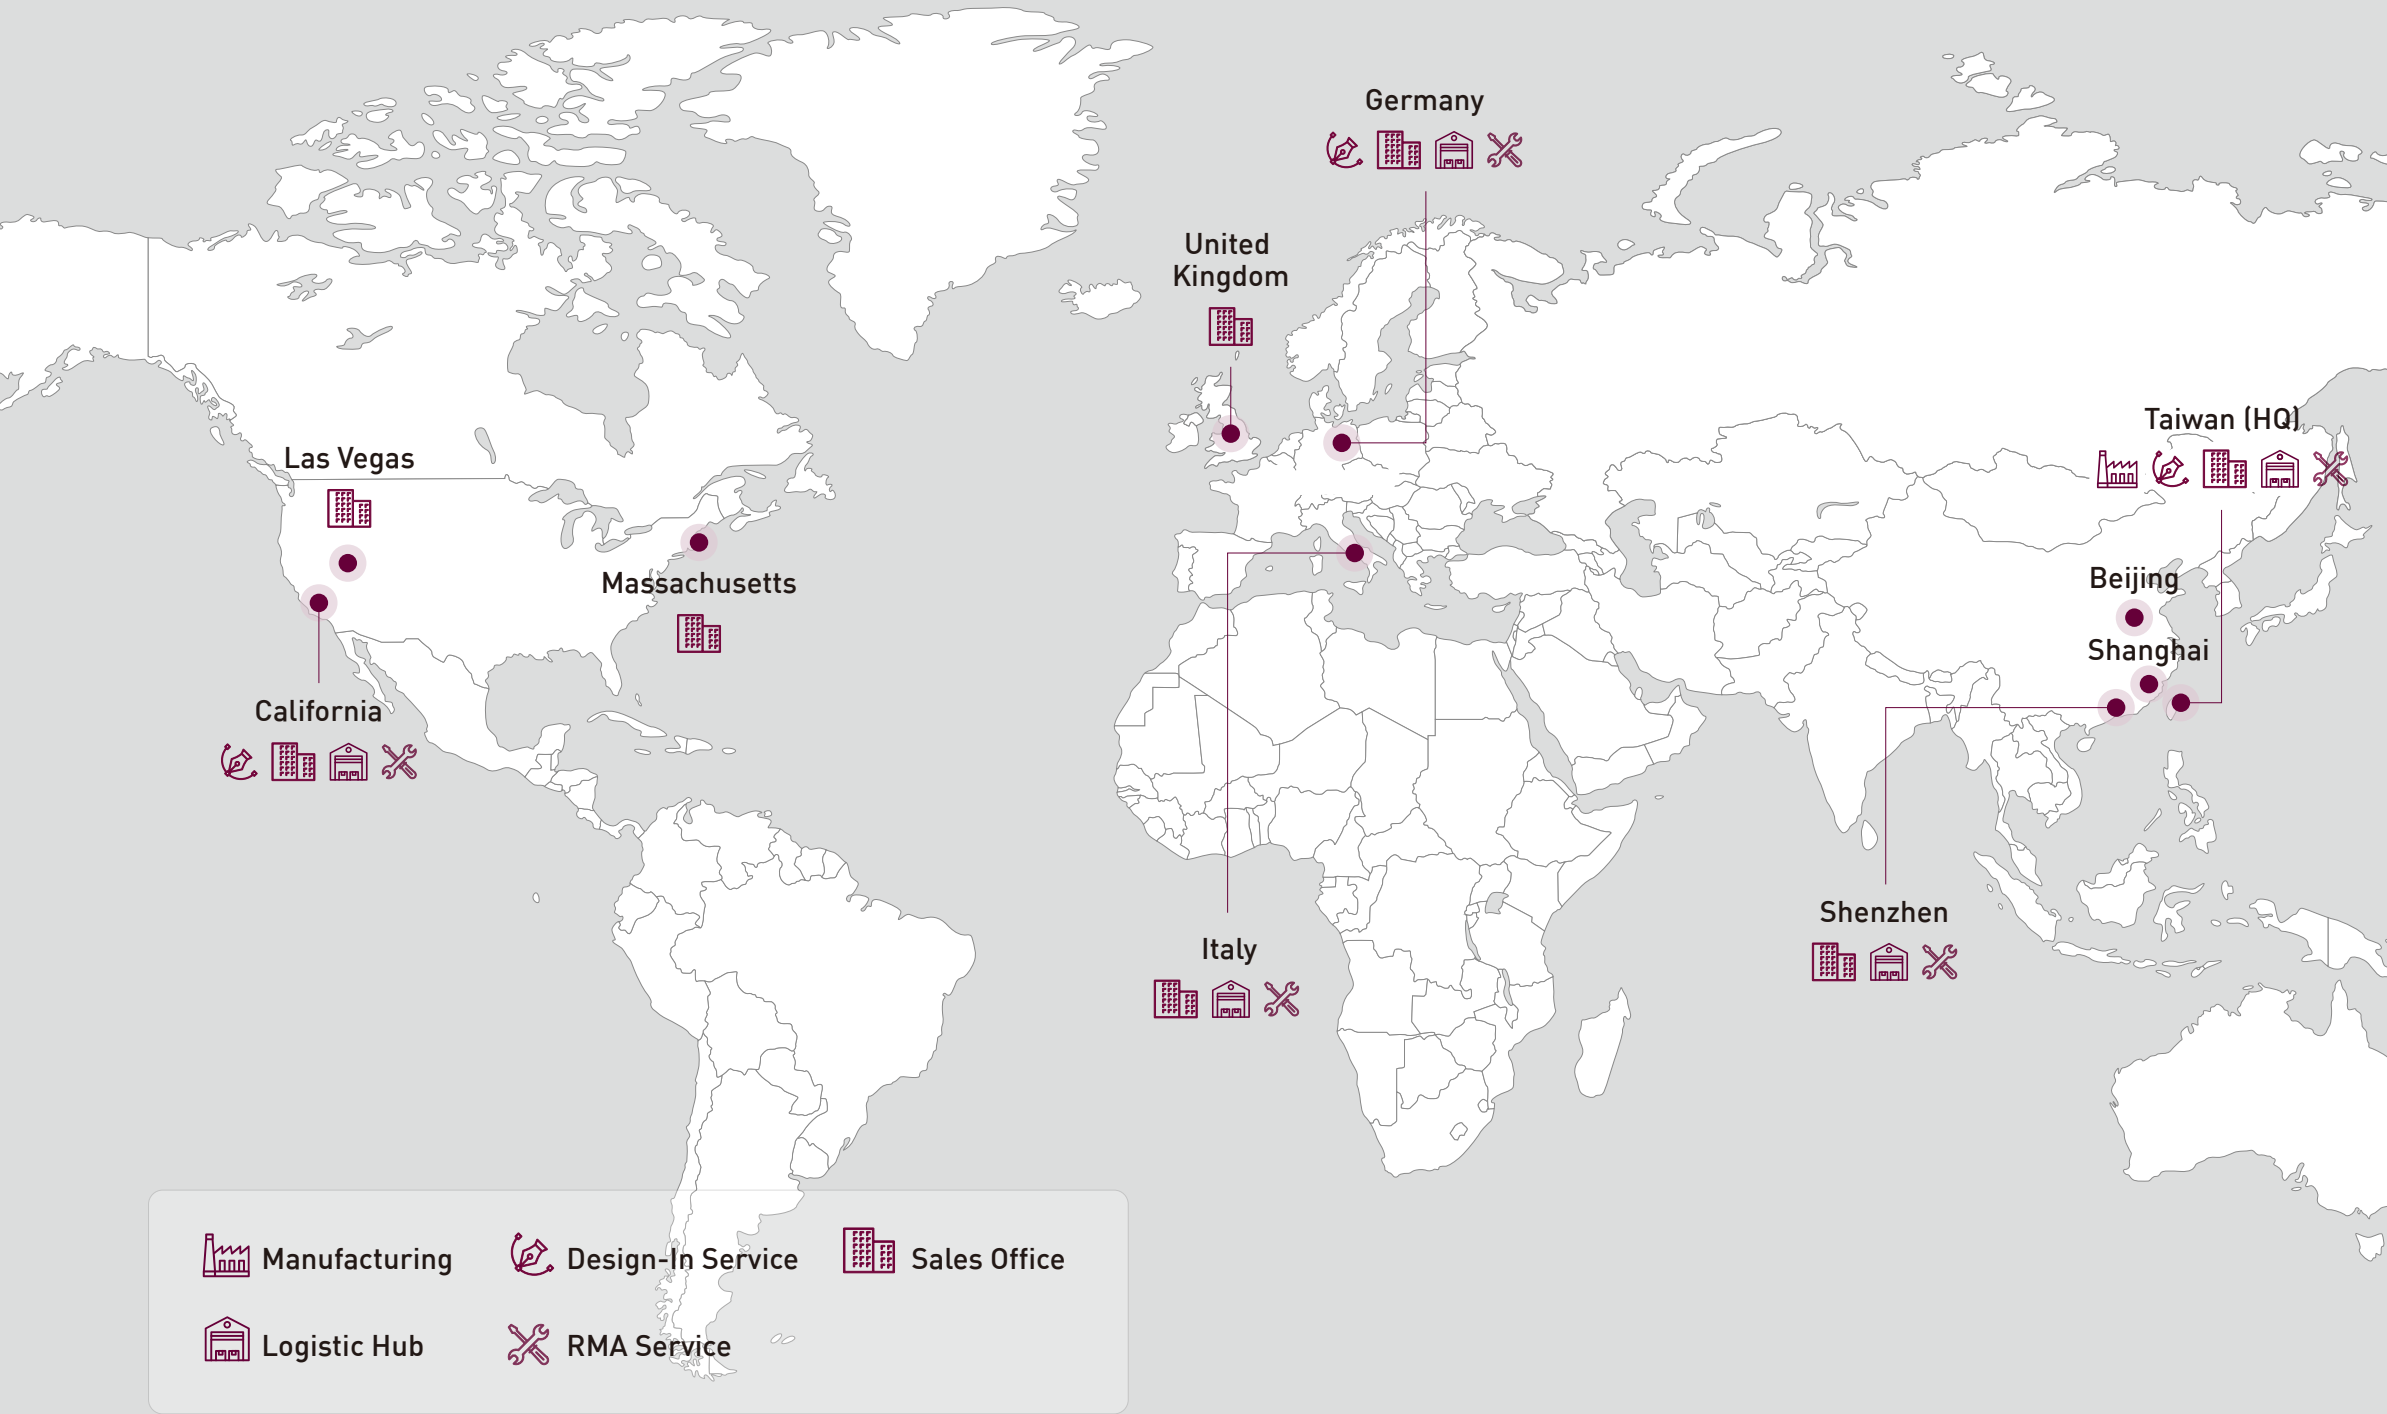 Germany
United
Kingdom
Taiwan (HQ)
Las Vegas
Massachusetts
Beijing
Shanghai
California
Shenzhen
Italy
Manufacturing
Design-In Service
Sales Office
Logistic Hub
RMA Service